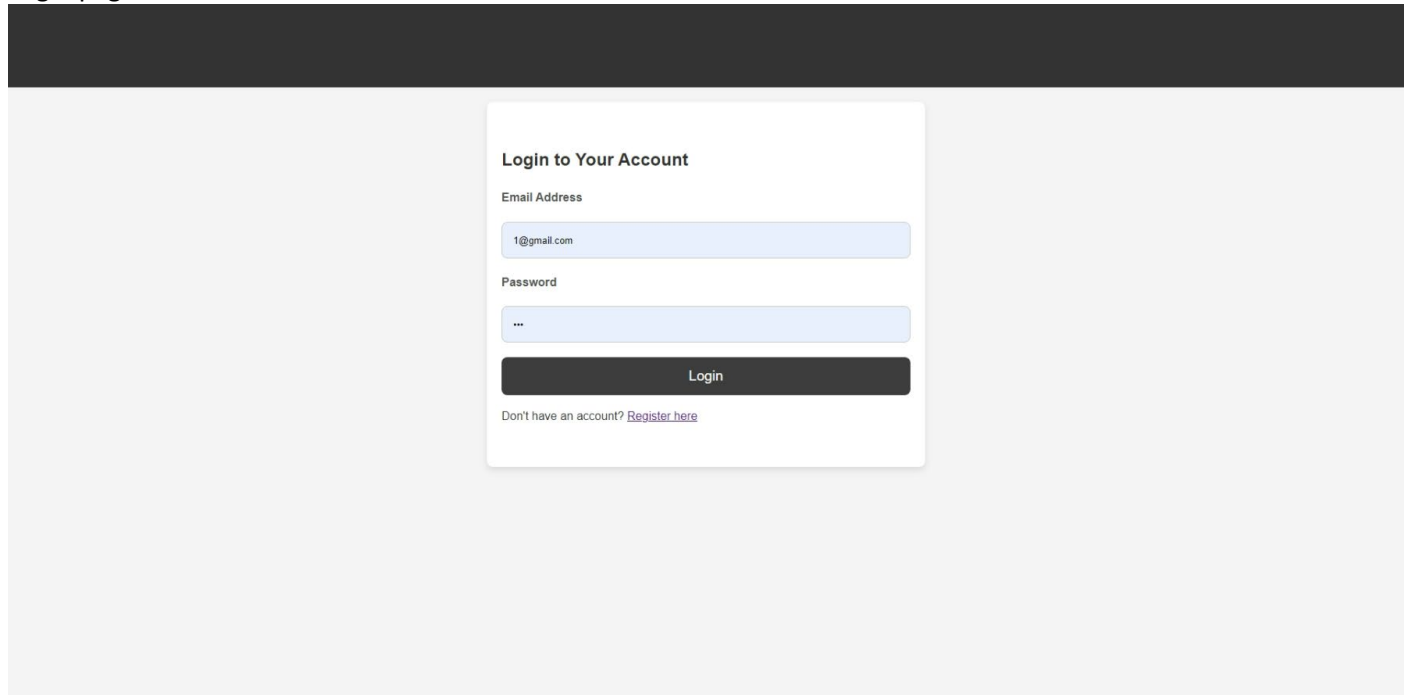 Login to Your Account
Email Address
1@gmail.com
Password
•••
Login
Don't have an account? Register here